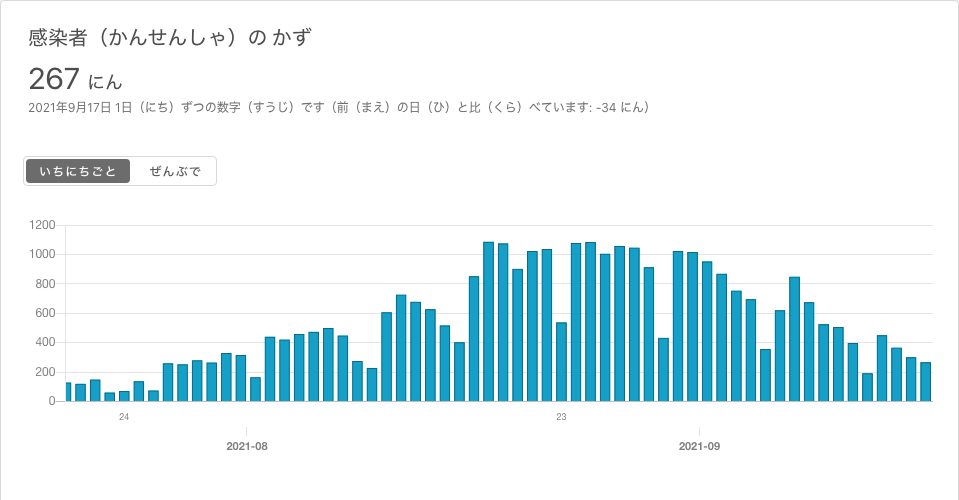 感染者（かんせんしゃ）の かず
267 にん
2021年9月17日 1日（にち）ずつの数字（すうじ）です（前（まえ）の日（ひ）と比（くら）べています: -34 にん）
いちにちごと ぜんぶで
1200
1000
800
600
400
200
0
24 23
2021-08 2021-09